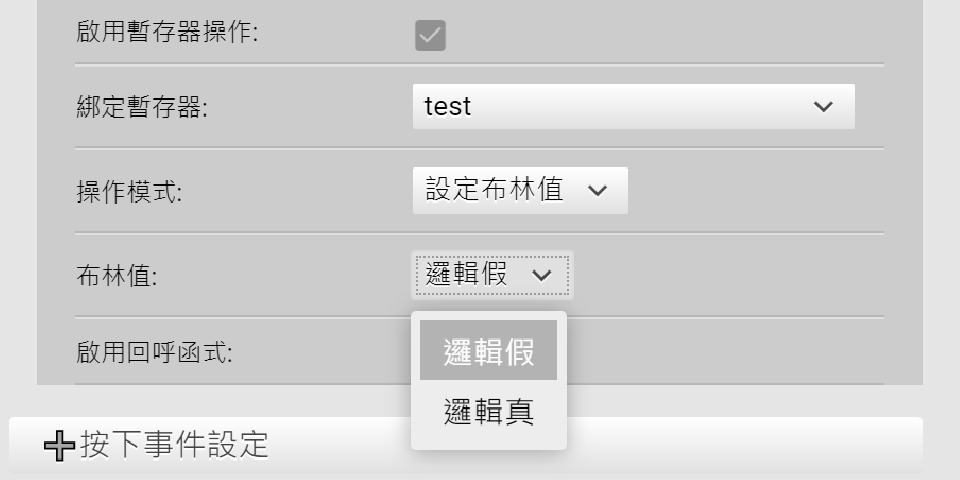 啟用暫存器操作:
綁定暫存器:
test
操作模式:
設定布林值
布林值:
邏輯假
邏輯假
邏輯真
啟用回呼函式:
按下事件設定